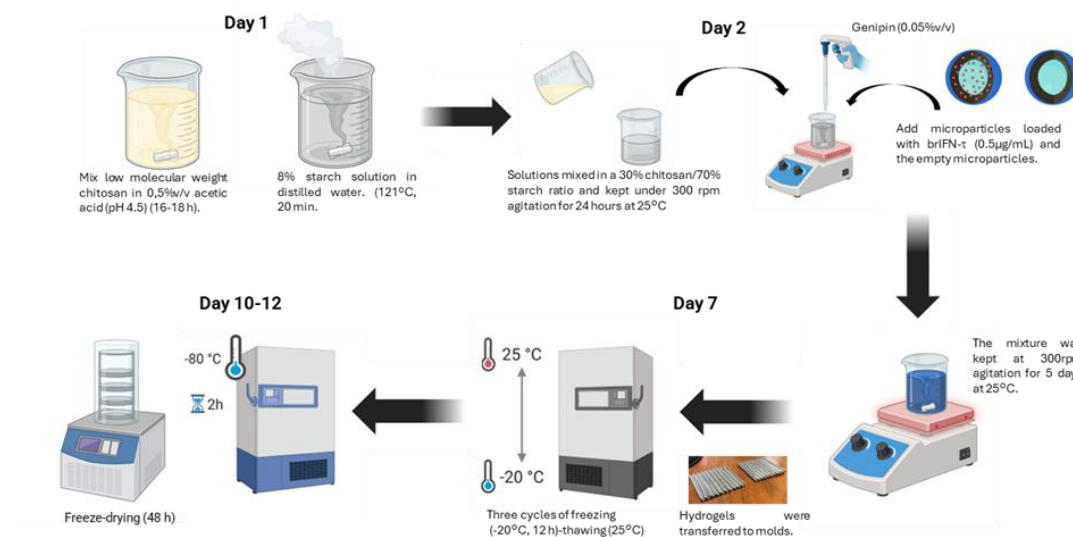 Day 1
Mix low molecular weight
chitosan in 0,5%v/v acetic
acid (pH 4.5) (16-18 h).
8% starch solution in
distilled water. (121ºC,
20 min.
Day 2
Solutions mixed in a 30% chitosan/70%
starch ratio and kept under 300 rpm
agitation for 24 hours at 25ºC
Genipin (0.05%v/v)
Add microparticles loaded
with brIFN-τ (0.5µg/mL) and
the empty microparticles.
The mixture wa
kept at 300rp
agitation for 5 day
at 25ºC.
Day 7
Hydrogels were
transferred to molds.
25 °C
-20 °C
Three cycles of freezing
(-20ºC, 12 h)-thawing (25ºC)
Day 10-12
-80 °C
2h
Freeze-drying (48 h)